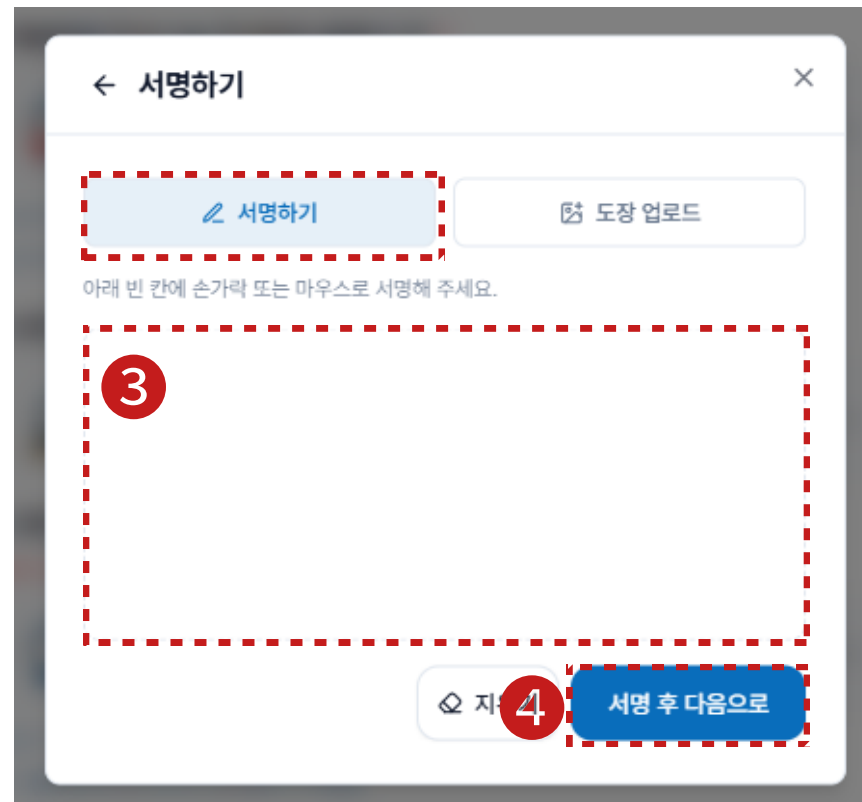 ← 서명하기 ×
서명하기 도장 업로드
아래 빈 칸에 손가락 또는 마우스로 서명해 주세요.
3
4 서명 후 다음으로